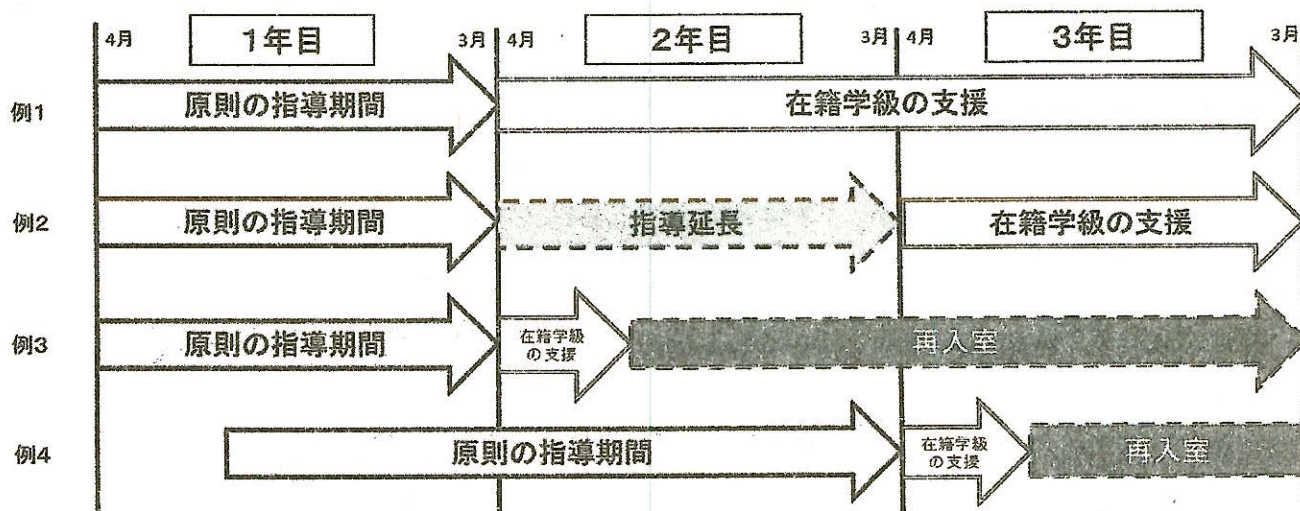 4月 1年目 3月 4月 2年目 3月 4月 3年目 3月
例1 原則の指導期間 在籍学級の支援
例2 原則の指導期間 指導延長 在籍学級の支援
例3 原則の指導期間 在籍学級
の支援 再入室
例4 原則の指導期間 在籍学級
の支援 再入室